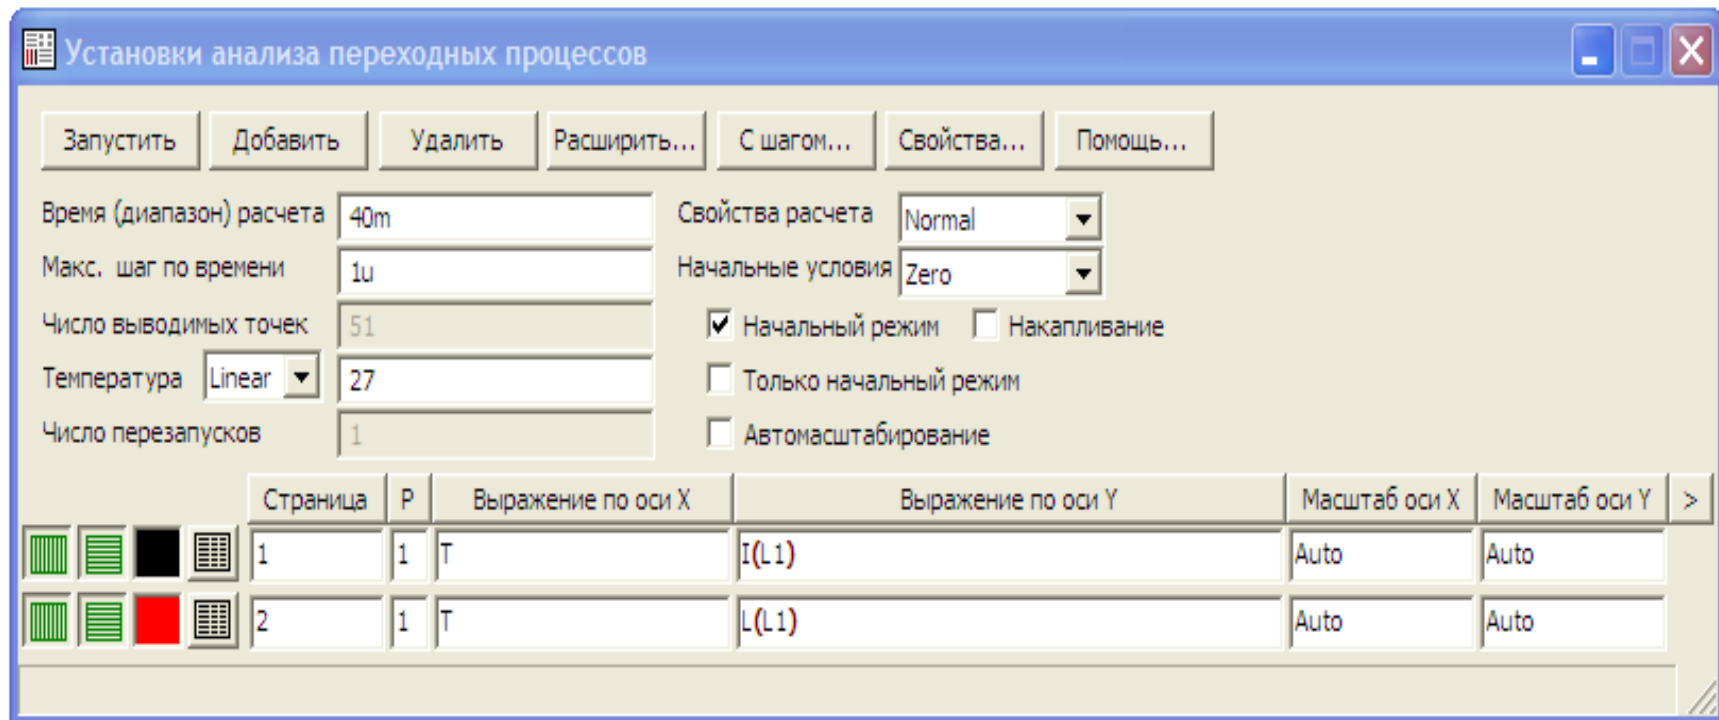 Установки анализа переходных процессов
Запустить Добавить Удалить Расширить... С шагом... Свойства... Помощь...
Время (диапазон) расчета 40m Свойства расчета Normal
Макс. шаг по времени 1u Начальные условия Zero
Число выводимых точек 51 Начальный режим Накапливание
Температура Linear 27 Только начальный режим
Число перезапусков 1 Автомасштабирование
Страница P Выражение по оси X Выражение по оси Y Масштаб оси X Масштаб оси Y >
1 1 T I(L1) Auto Auto
2 1 T L(L1) Auto Auto